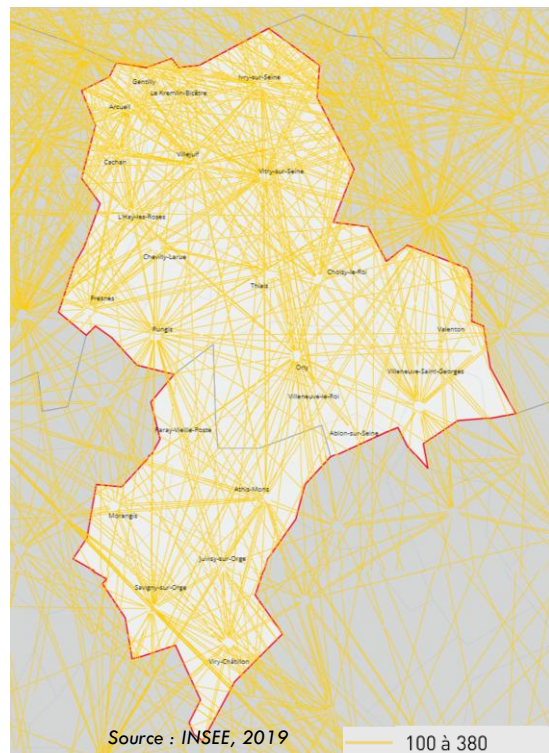 Ivry-sur-Seine
Gentilly
Le Kremlin-Bicêtre
Arcueil
Villejuif
Cachan
Vitry-sur-Seine
L'Haÿ-les-Roses
Chevilly-Larue
Choisy-le-Roi
Thiais
Fresnes
Rungis
Valenton
Orly
Villeneuve-Saint-Georges
Villeneuve-le-Roi
Paray-Vieille-Poste
Ablon-sur-Seine
Athis-Mons
Morangis
Juvisy-sur-Orge
Savigny-sur-Orge
Viry-Châtillon
Source : INSEE, 2019
100 à 380